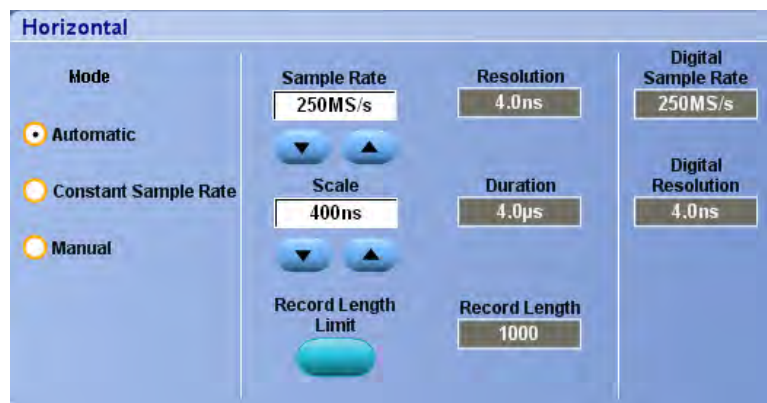 Horizontal
Mode
Automatic
Constant Sample Rate
Manual
Sample Rate
250MS/s
Scale
400ns
Record Length
Limit
Resolution
4.0ns
Duration
4.0µs
Record Length
1000
Digital
Sample Rate
250MS/s
Digital
Resolution
4.0ns